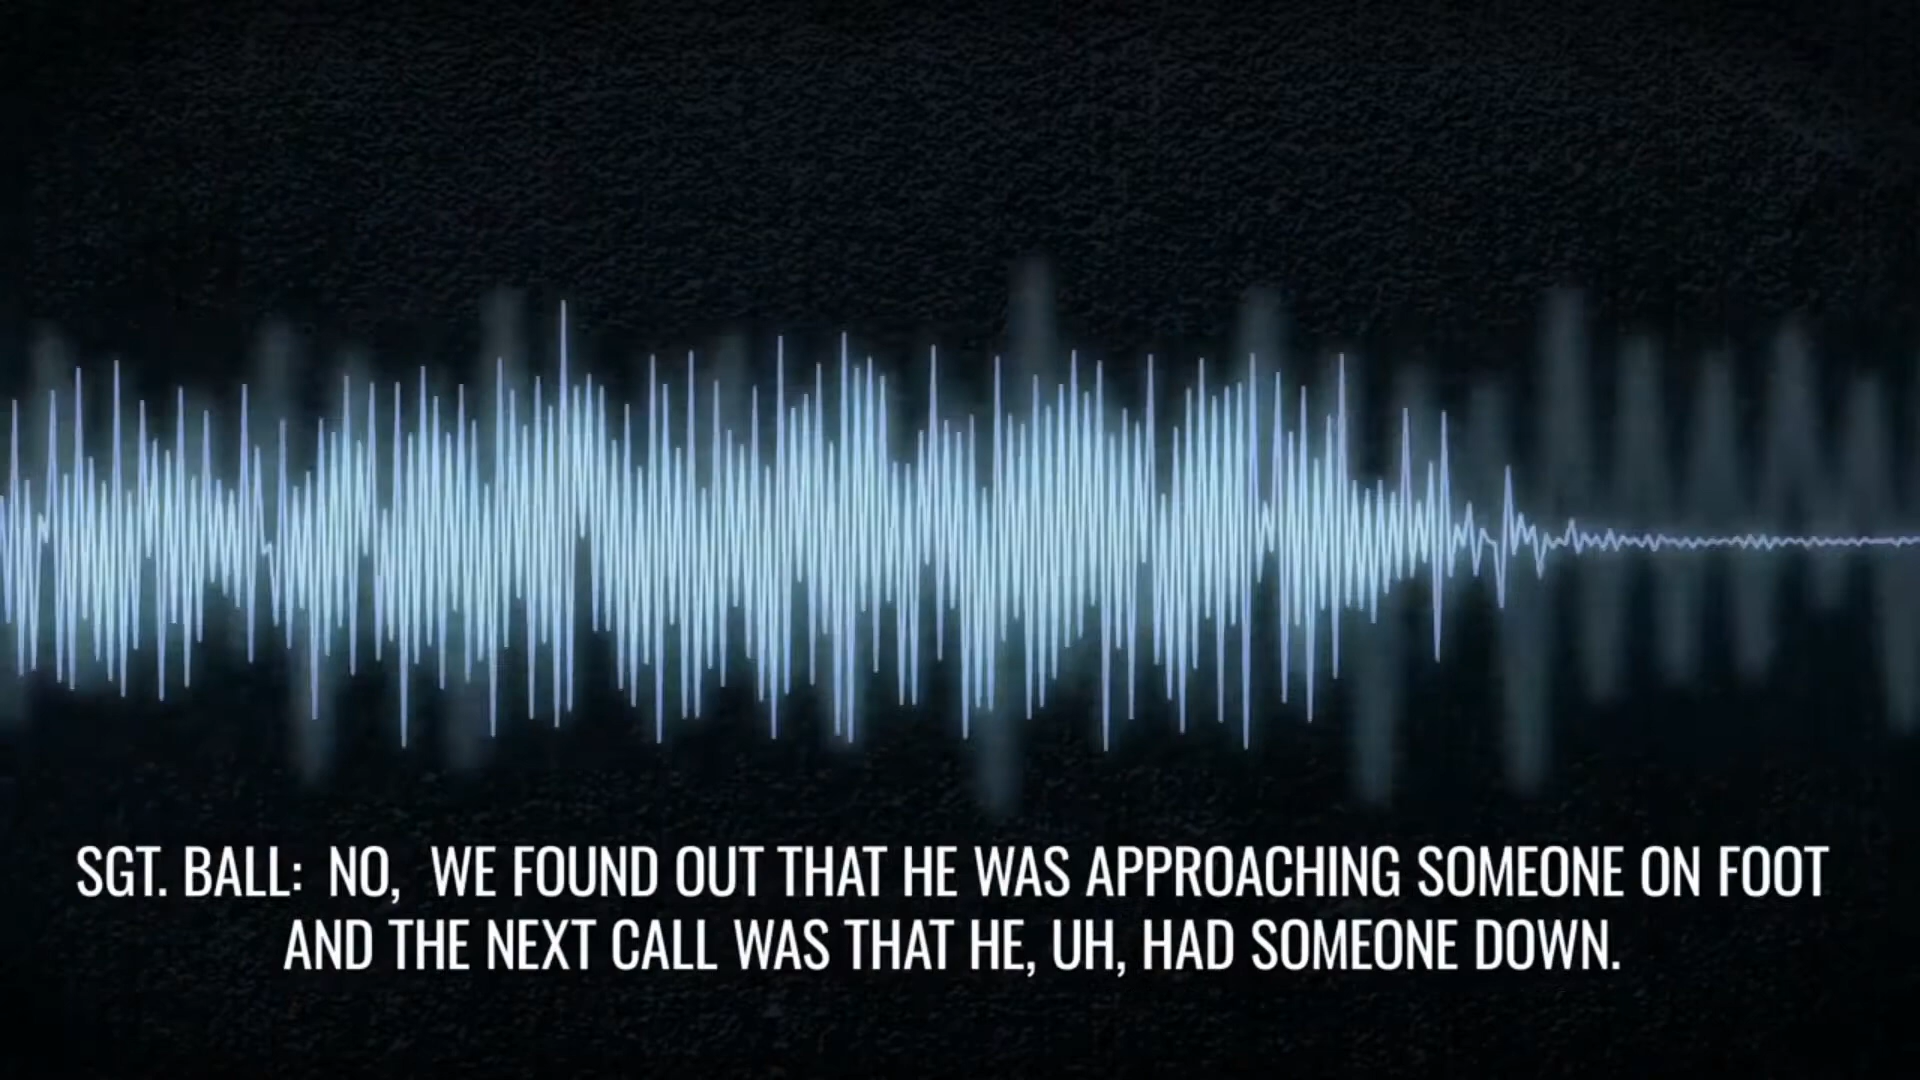 SGT. BALL: NO, WE FOUND OUT THAT HE WAS APPROACHING SOMEONE ON FOOT
AND THE NEXT CALL WAS THAT HE, UH, HAD SOMEONE DOWN.